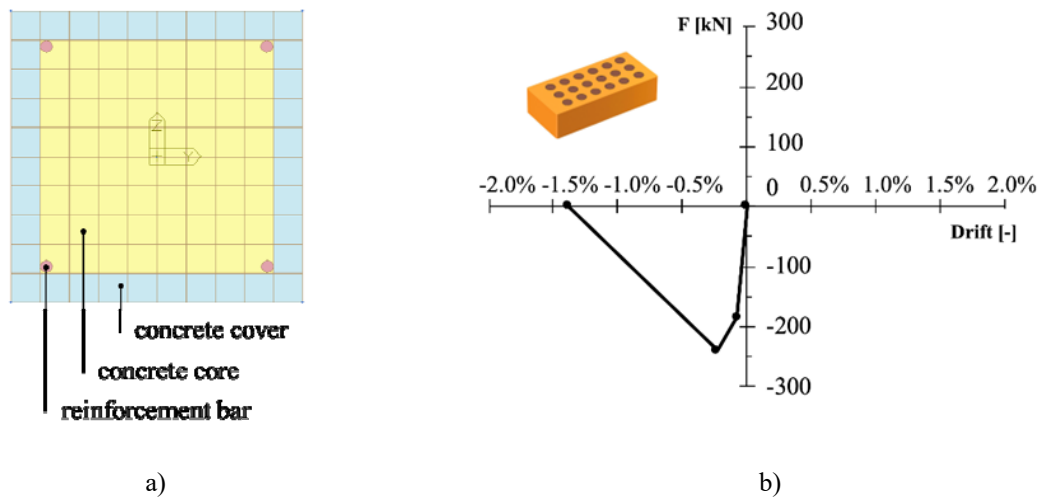 Z
Y
concrete cover
concrete core
reinforcement bar
a)
F [kN]
300
200
100
-2.0% -1.5% -1.0% -0.5% 0 0.5% 1.0% 1.5% 2.0%
Drift [-]
-100
-200
-300
b)